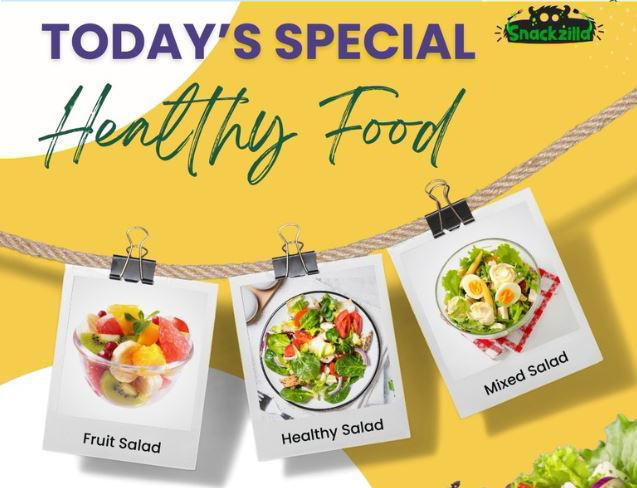 TODAY'S SPECIAL
Snackzilla
Healthy Food
Fruit Salad
Healthy Salad
Mixed Salad